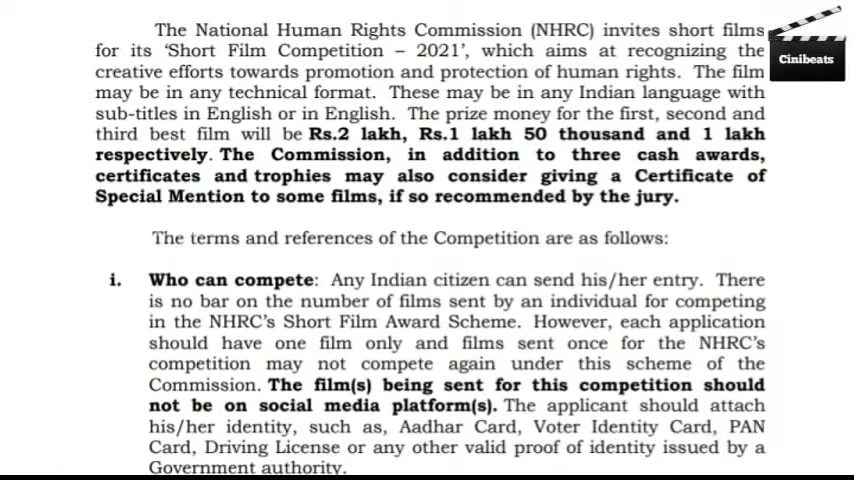 The National Human Rights Commission (NHRC) invites short films
for its 'Short Film Competition – 2021', which aims at recognizing the
creative efforts towards promotion and protection of human rights. The film
may be in any technical format. These may be in any Indian language with
sub-titles in English or in English. The prize money for the first, second and
third best film will be Rs.2 lakh, Rs.1 lakh 50 thousand and 1 lakh
respectively. The Commission, in addition to three cash awards,
certificates and trophies may also consider giving a Certificate of
Special Mention to some films, if so recommended by the jury.
The terms and references of the Competition are as follows:
i. Who can compete: Any Indian citizen can send his/her entry. There
is no bar on the number of films sent by an individual for competing
in the NHRC's Short Film Award Scheme. However, each application
should have one film only and films sent once for the NHRC's
competition may not compete again under this scheme of the
Commission. The film(s) being sent for this competition should
not be on social media platform(s). The applicant should attach
his/her identity, such as, Aadhar Card, Voter Identity Card, PAN
Card, Driving License or any other valid proof of identity issued by a
Government authority.
Cinibeats